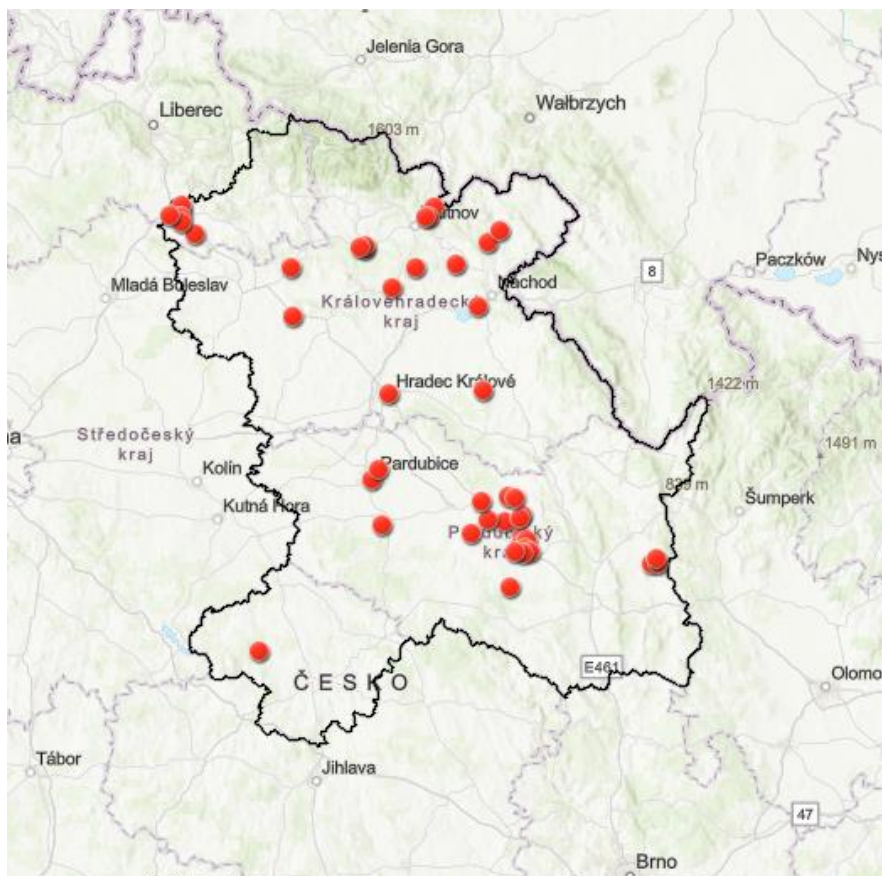 Jelenia Gora
Wałbrzych
Liberec
1603 m
8
Paczków
Nys
Mladá Boleslav
Náchod
Královéhradecký
kraj
Hradec Králové
1422 m
Středočeský
kraj
1491 m
Kolín
Pardubice
Kutná Hora
Šumperk
E461
ČESKO
Olomo
Tábor
Jihlava
47
Brno